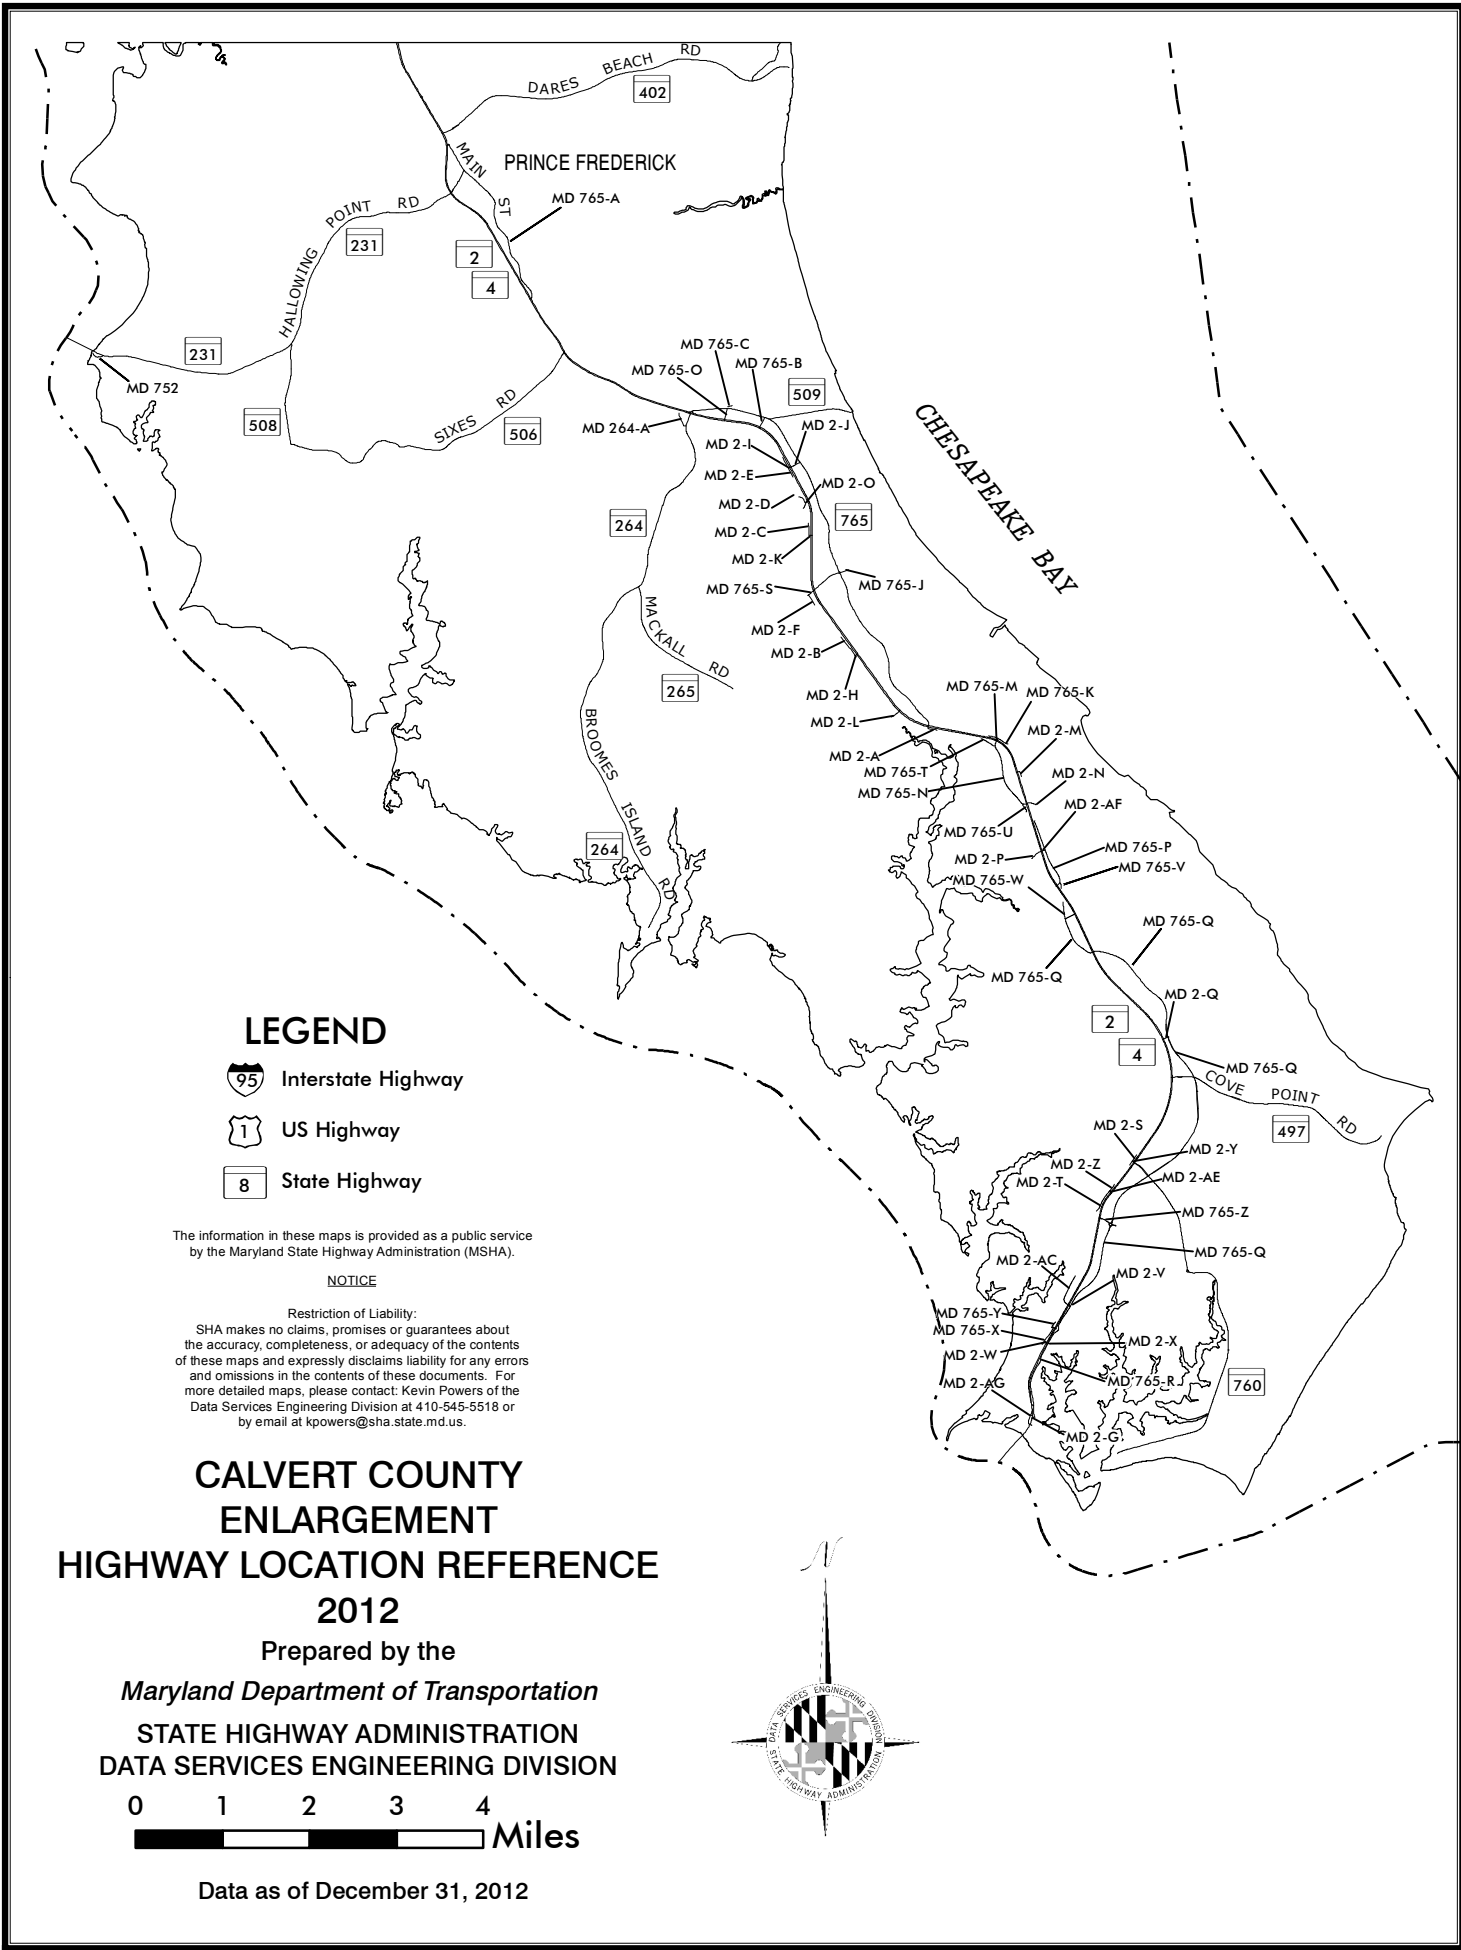 DARES BEACH RD
402
MAIN ST
PRINCE FREDERICK
MD 765-A
HALLOWING POINT RD
231
2
4
231
MD 752
508
SIXES RD
506
MD 765-C
MD 765-B
MD 765-O
509
MD 264-A
MD 2-J
MD 2-I
MD 2-E
MD 2-O
MD 2-D
765
264
MD 2-C
MD 2-K
CHESAPEAKE BAY
MD 765-S
MD 765-J
MACKALL RD
265
MD 2-F
MD 2-B
MD 2-H
MD 2-L
MD 765-M
MD 765-K
MD 2-M
MD 2-A
MD 765-T
MD 765-N
MD 2-N
MD 2-AF
BROOMES ISLAND RD
264
MD 765-U
MD 2-P
MD 765-P
MD 765-V
MD 765-W
MD 765-Q
MD 765-Q
MD 2-Q
2
4
MD 765-Q
COVE POINT RD
497
MD 2-S
MD 2-Y
MD 2-Z
MD 2-T
MD 2-AE
MD 765-Z
MD 765-Q
MD 2-AC
MD 2-V
MD 765-Y
MD 765-X
MD 2-X
MD 2-W
MD 2-AG
MD 765-R
760
MD 2-G
LEGEND
95 Interstate Highway
1 US Highway
8 State Highway
The information in these maps is provided as a public service
by the Maryland State Highway Administration (MSHA).
NOTICE
Restriction of Liability:
SHA makes no claims, promises or guarantees about
the accuracy, completeness, or adequacy of the contents
of these maps and expressly disclaims liability for any errors
and omissions in the contents of these documents. For
more detailed maps, please contact: Kevin Powers of the
Data Services Engineering Division at 410-545-5518 or
by email at kpowers@sha.state.md.us.
CALVERT COUNTY
ENLARGEMENT
HIGHWAY LOCATION REFERENCE
2012
Prepared by the
Maryland Department of Transportation
STATE HIGHWAY ADMINISTRATION
DATA SERVICES ENGINEERING DIVISION
0 1 2 3 4
Miles
Data as of December 31, 2012
DATA SERVICES ENGINEERING DIVISION
STATE HIGHWAY ADMINISTRATION